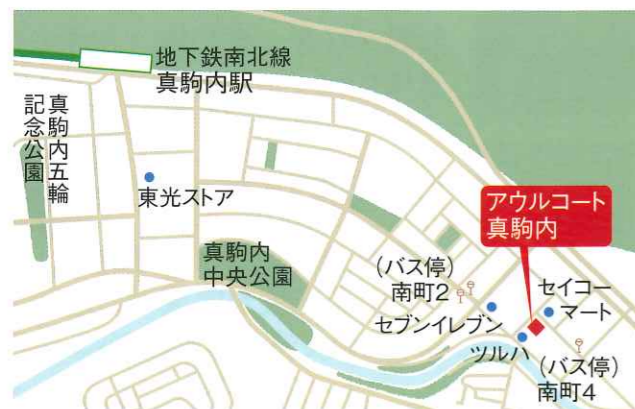 地下鉄南北線
真駒内駅
真駒内五輪
記念公園
東光ストア
真駒内
中央公園
アウルコート
真駒内
(バス停)
南町2
セイコー
マート
セブンイレブン
ツルハ
(バス停)
南町4